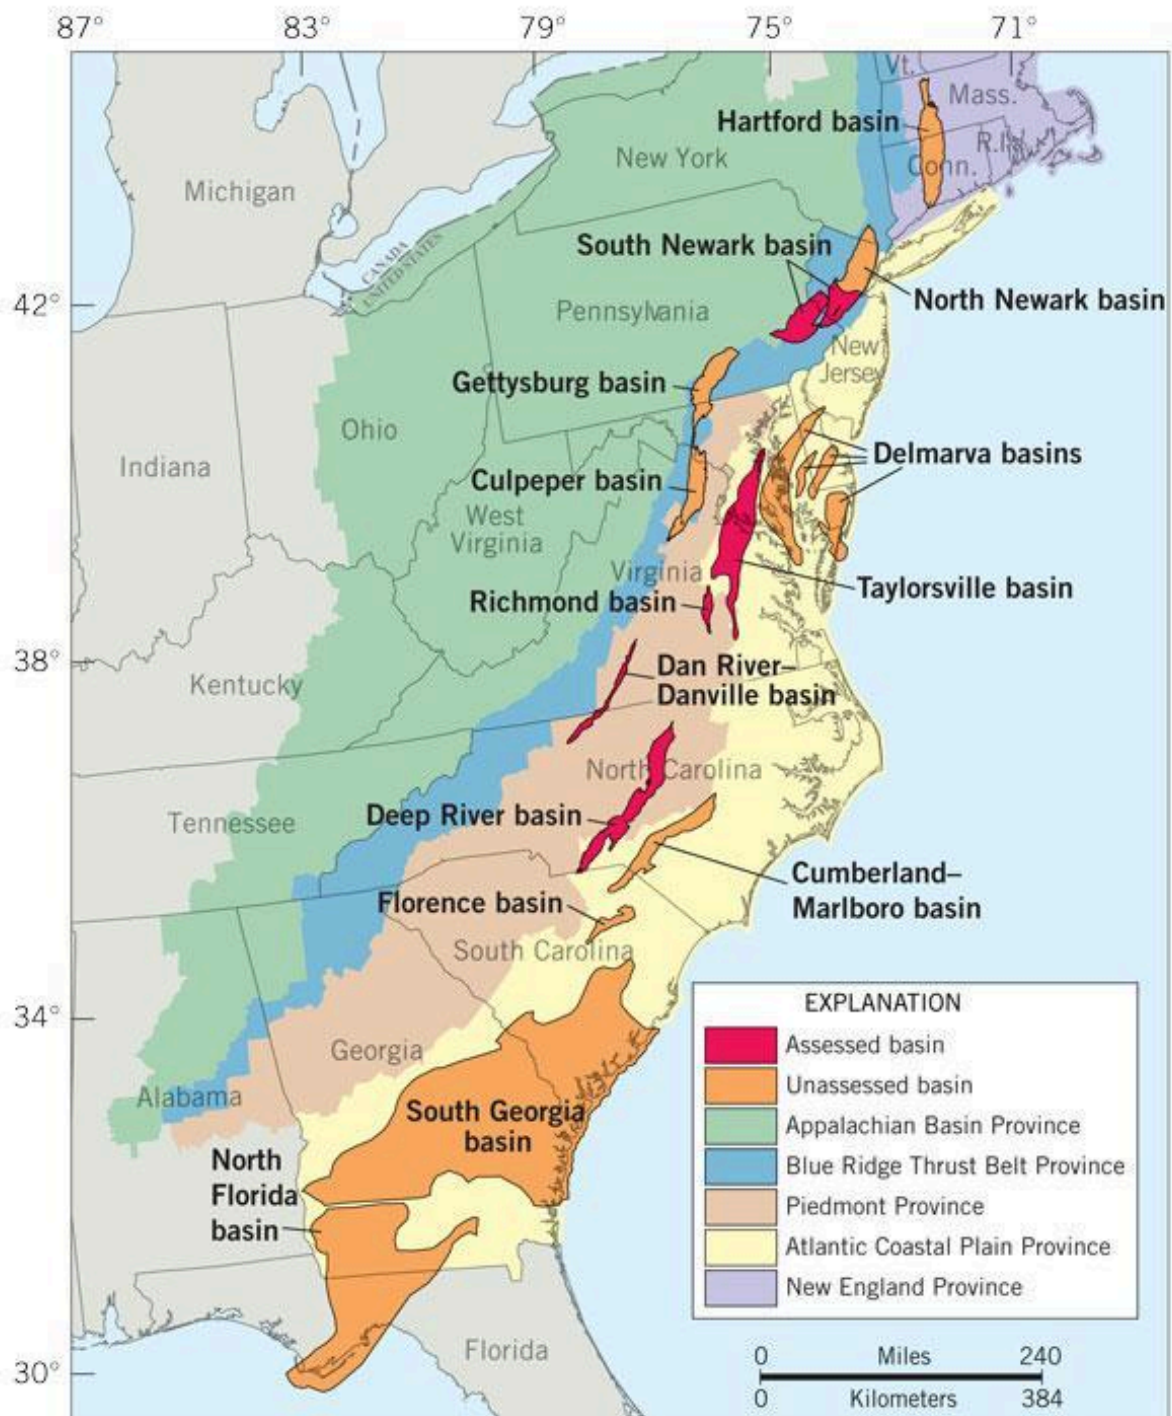 87°
83°
79°
75°
71°
Vt.
Mass.
Hartford basin
R.I.
Conn.
New York
Michigan
CANADA
UNITED STATES
South Newark basin
42°
North Newark basin
Pennsylvania
New
Jersey
Gettysburg basin
Ohio
Delmarva basins
Indiana
Culpeper basin
West
Virginia
Virginia
Taylorsville basin
Richmond basin
38°
Dan River–
Danville basin
Kentucky
North Carolina
Deep River basin
Tennessee
Cumberland–
Marlboro basin
Florence basin
South Carolina
34°
Georgia
Alabama
South Georgia
basin
North
Florida
basin
Florida
30°
EXPLANATION
Assessed basin
Unassessed basin
Appalachian Basin Province
Blue Ridge Thrust Belt Province
Piedmont Province
Atlantic Coastal Plain Province
New England Province
0 Miles 240
0 Kilometers 384